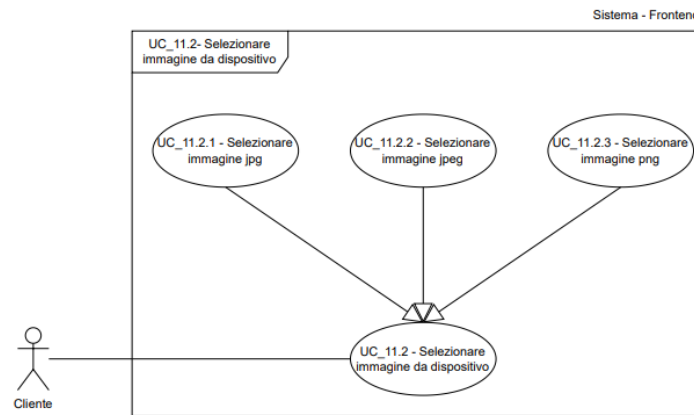 Sistema - Frontend
UC_11.2- Selezionare
immagine da dispositivo
UC_11.2.1 - Selezionare
immagine jpg
UC_11.2.2 - Selezionare
immagine jpeg
UC_11.2.3 - Selezionare
immagine png
UC_11.2 - Selezionare
immagine da dispositivo
Cliente